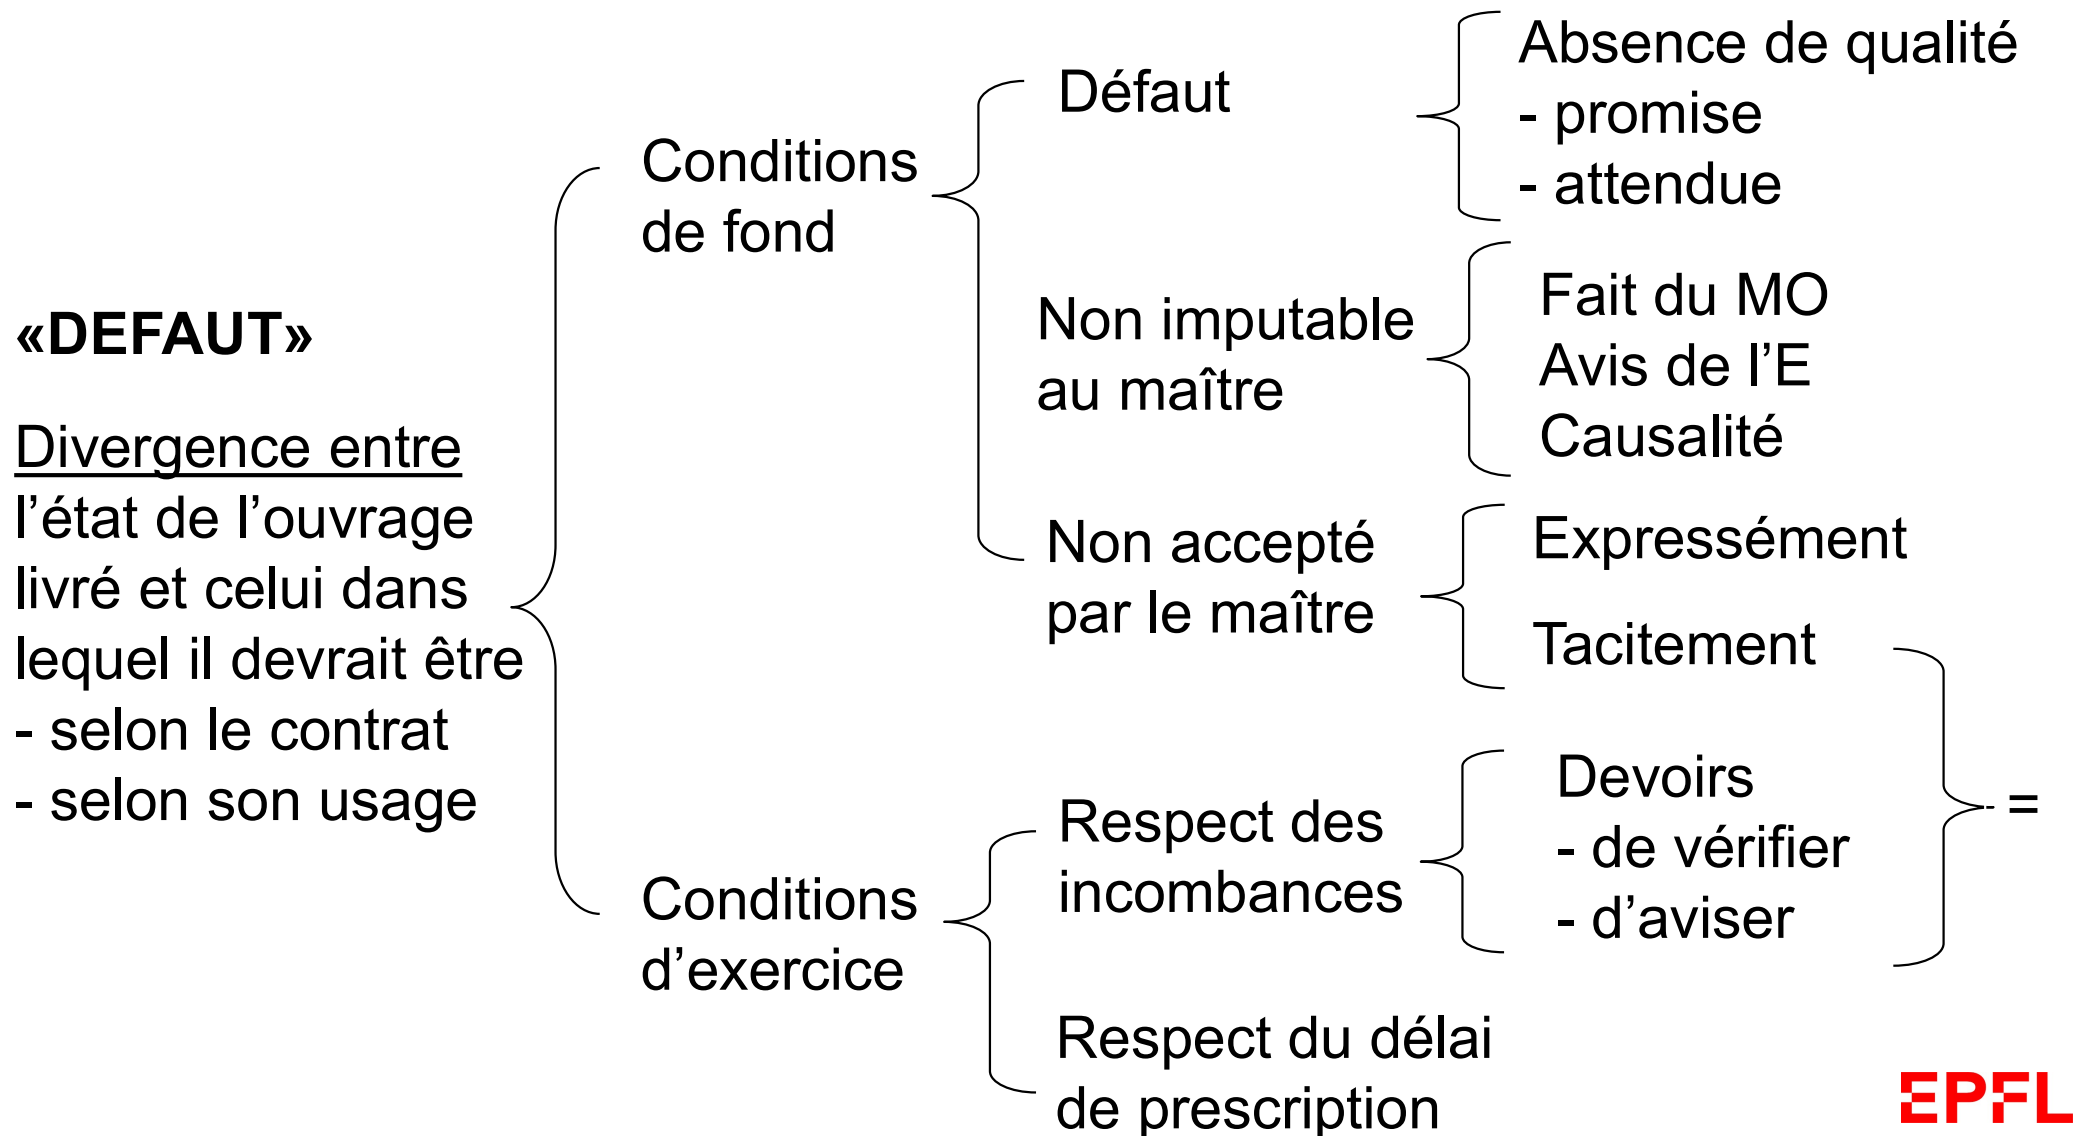 «DEFAUT»
Divergence entre
l’état de l’ouvrage
livré et celui dans
lequel il devrait être
- selon le contrat
- selon son usage
Conditions
de fond
Défaut
Absence de qualité
- promise
- attendue
Non imputable
au maître
Fait du MO
Avis de l’E
Causalité
Non accepté
par le maître
Expressément
Tacitement
Conditions
d’exercice
Respect des
incombances
Devoirs
- de vérifier
- d’aviser
=
Respect du délai
de prescription
EPFL